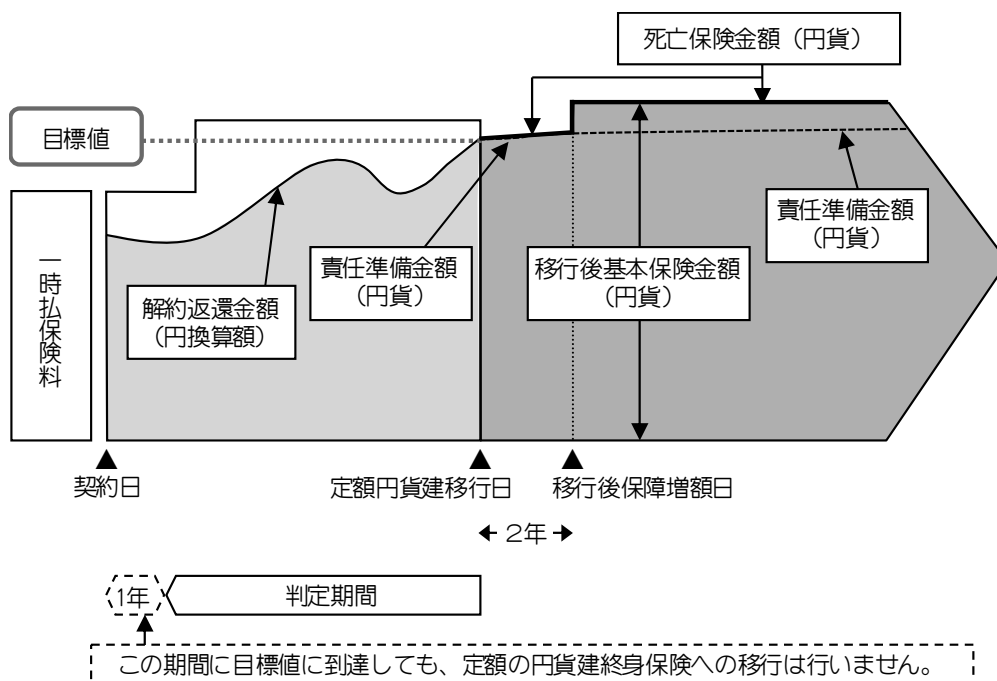 死亡保険金額（円貨）
目標値
一時払保険料
解約返還金額
（円換算額）
責任準備金額
（円貨）
移行後基本保険金額
（円貨）
責任準備金額
（円貨）
契約日
定額円貨建移行日
移行後保障増額日
2年
1年
判定期間
この期間に目標値に到達しても、定額の円貨建終身保険への移行は行いません。